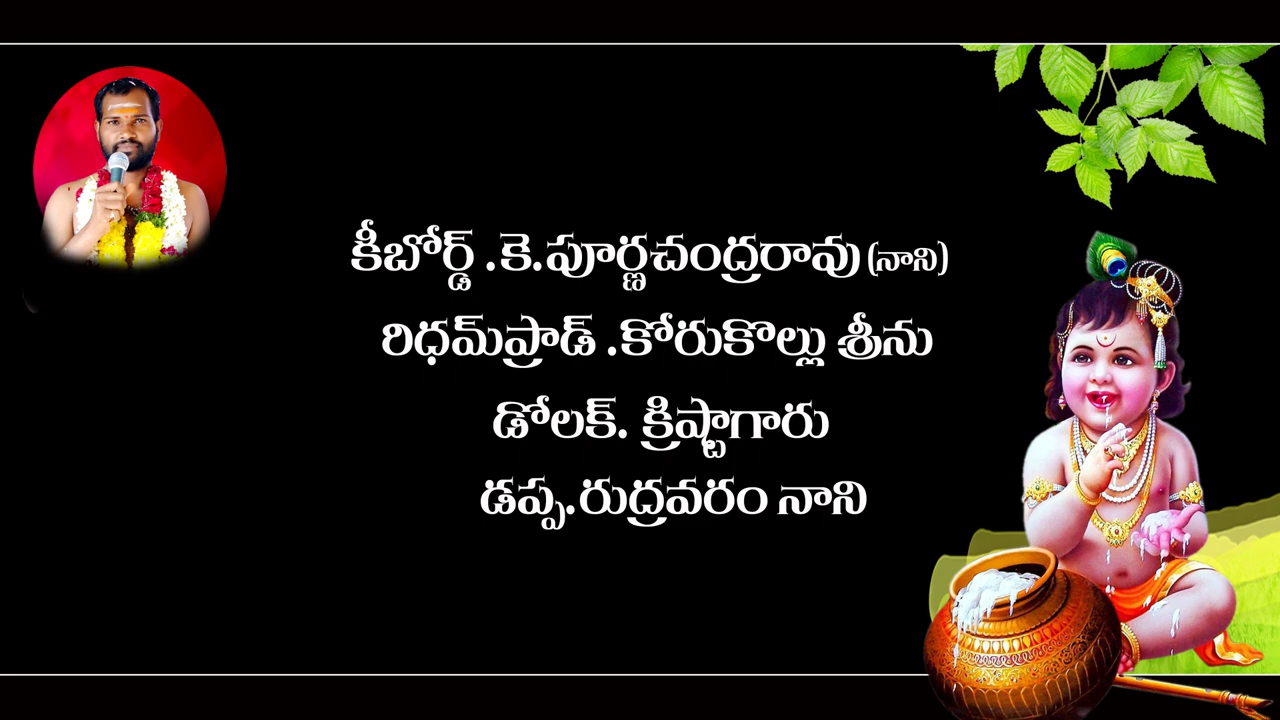 కీబోర్డ్ .కె.పూర్ణచంద్రరావు (నాని)
రిధమ్‌ప్రాడ్ .కోరుకొల్లు శ్రీను
డోలక్. క్రిష్టాగారు
డప్ప.రుద్రవరం నాని